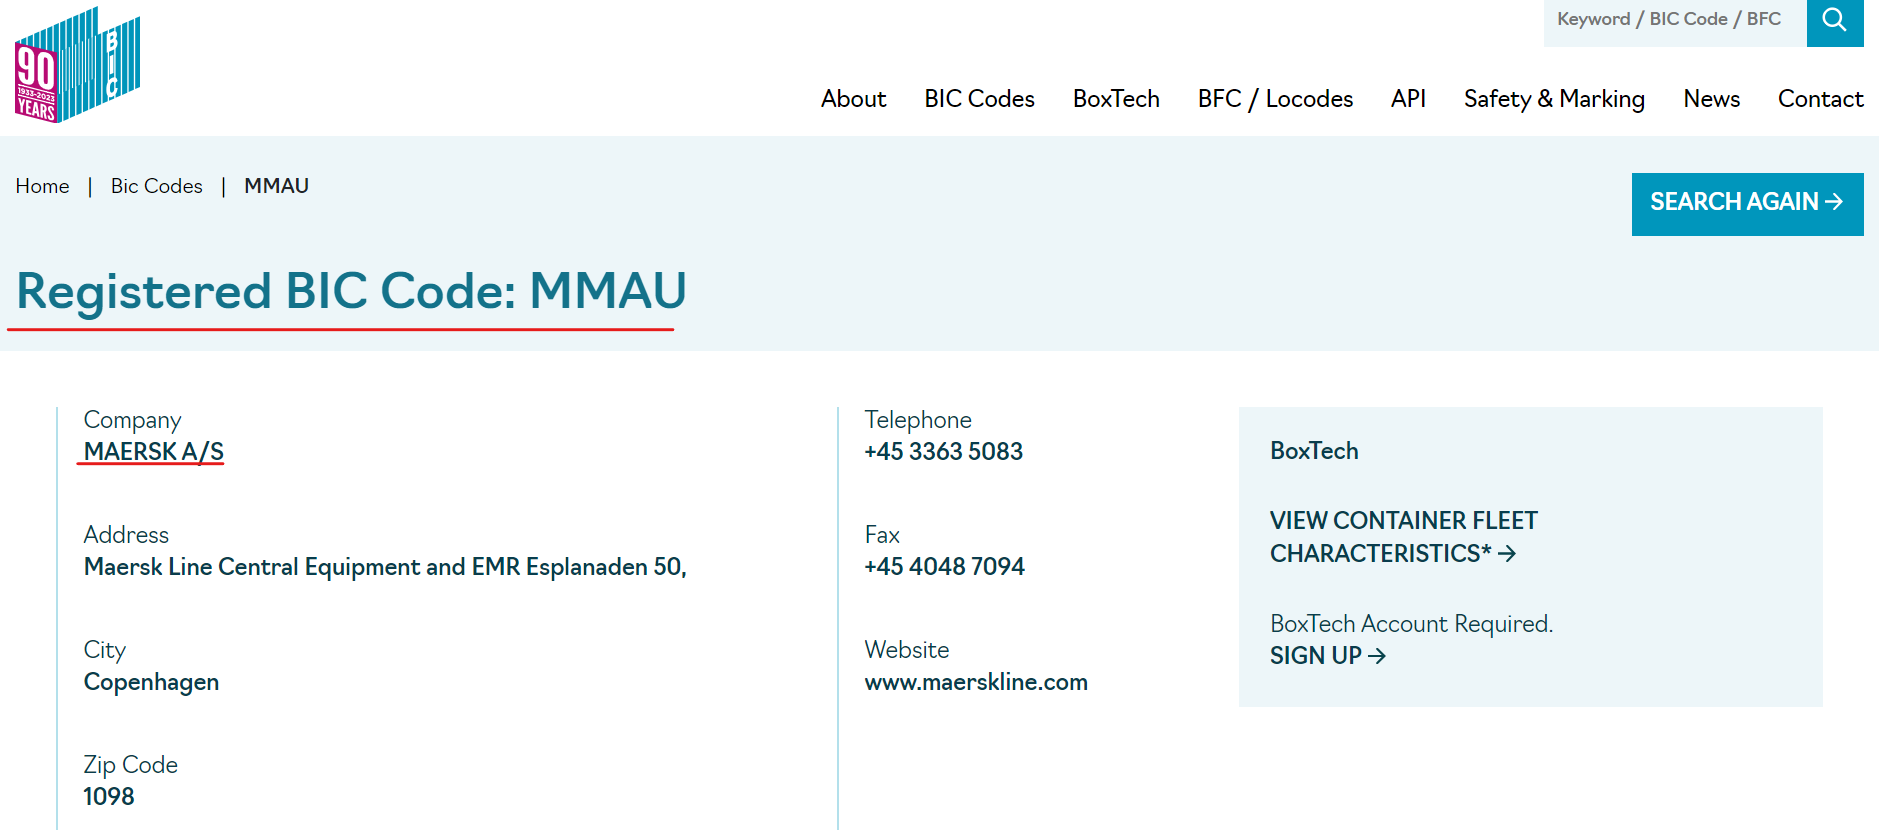 BIC
90
1933-2023
YEARS
Keyword / BIC Code / BFC
About BIC Codes BoxTech BFC / Locodes API Safety & Marking News Contact
Home | Bic Codes | MMAU
SEARCH AGAIN →
Registered BIC Code: MMAU
Company
MAERSK A/S
Address
Maersk Line Central Equipment and EMR Esplanaden 50,
City
Copenhagen
Zip Code
1098
Telephone
+45 3363 5083
Fax
+45 4048 7094
Website
www.maerskline.com
BoxTech
VIEW CONTAINER FLEET
CHARACTERISTICS* →
BoxTech Account Required.
SIGN UP →